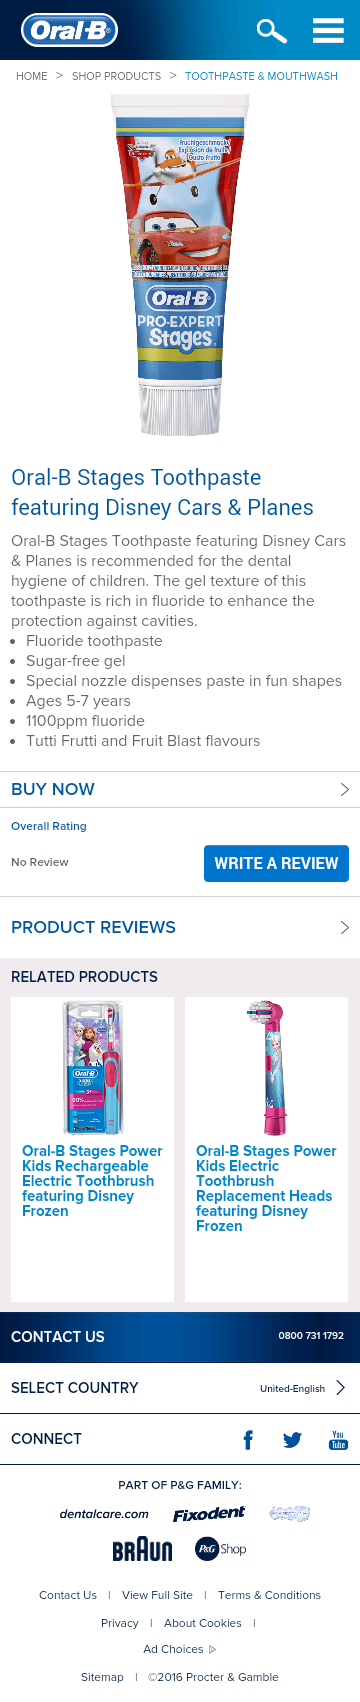 Oral-B
HOME > SHOP PRODUCTS > TOOTHPASTE & MOUTHWASH
Fruchtgeschmack
Explosion de fruit
Gusto Frutta
Oral-B
PRO-EXPERT
Stages
Oral-B Stages Toothpaste
featuring Disney Cars & Planes
Oral-B Stages Toothpaste featuring Disney Cars
& Planes is recommended for the dental
hygiene of children. The gel texture of this
toothpaste is rich in fluoride to enhance the
protection against cavities.
• Fluoride toothpaste
• Sugar-free gel
• Special nozzle dispenses paste in fun shapes
• Ages 5-7 years
• 1100ppm fluoride
• Tutti Frutti and Fruit Blast flavours
BUY NOW
Overall Rating
No Review
WRITE A REVIEW
PRODUCT REVIEWS
RELATED PRODUCTS
Oral-B
Oral-B Stages Power
Kids Rechargeable
Electric Toothbrush
featuring Disney
Frozen
Oral-B Stages Power
Kids Electric
Toothbrush
Replacement Heads
featuring Disney
Frozen
CONTACT US 0800 731 1792
SELECT COUNTRY United-English
CONNECT You Tube
PART OF P&G FAMILY:
dentalcare.com Fixodent
BRAUN P&G Shop
Contact Us | View Full Site | Terms & Conditions
Privacy | About Cookies |
Ad Choices
Sitemap | ©2016 Procter & Gamble